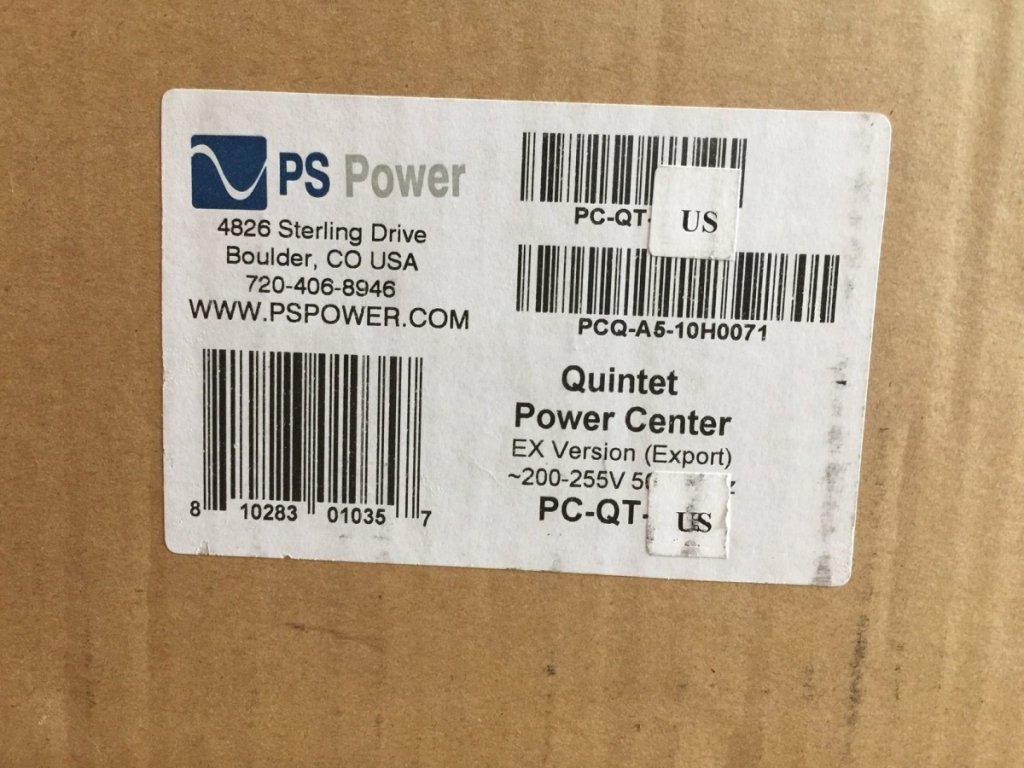 PS Power
4826 Sterling Drive
Boulder, CO USA
720-406-8946
WWW.PSPOWER.COM
8 10283 01035 7
PC-QT- US
PCQ-A5-10H0071
Quintet
Power Center
EX Version (Export)
~200-255V 50
PC-QT- US